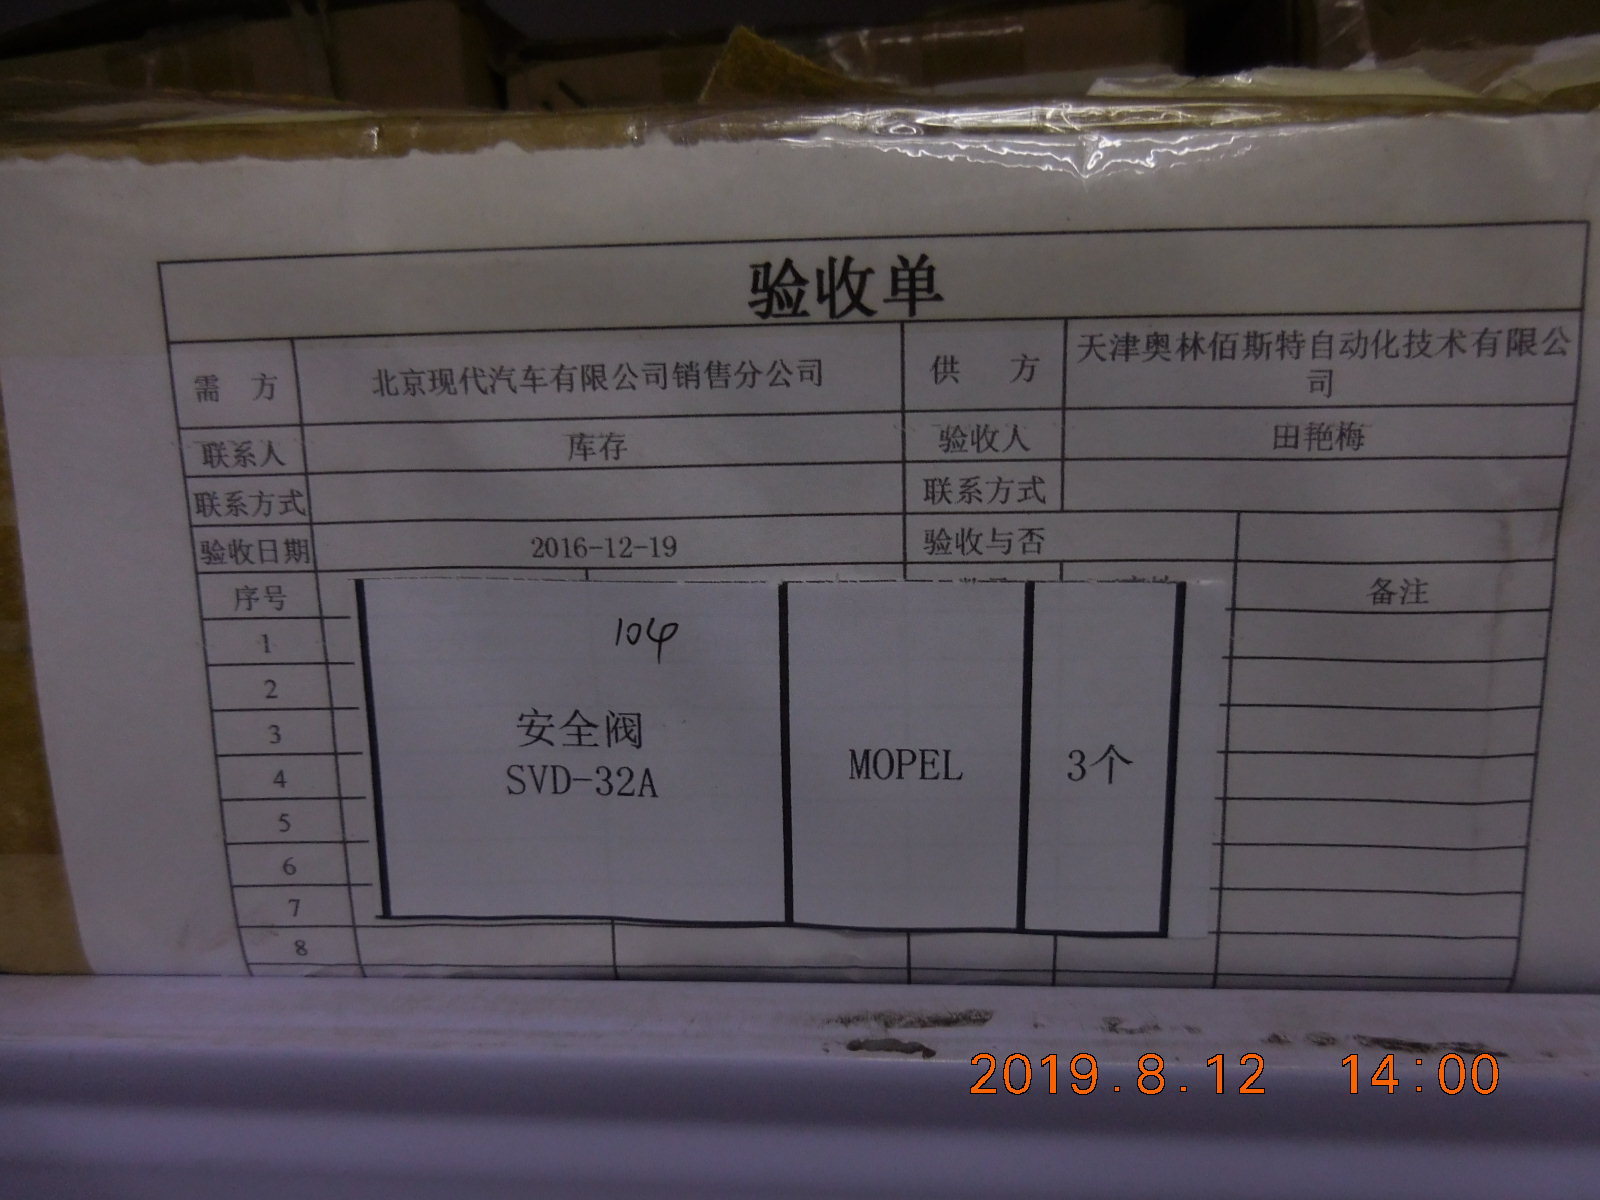 验收单
需 方 北京现代汽车有限公司销售分公司 供 方 天津奥林佰斯特自动化技术有限公
司
联系人 库存 验收人 田艳梅
联系方式 联系方式
验收日期 2016-12-19 验收与否
序号 备注
1
2
3
4
5
6
7
8
104
安全阀
SVD-32A
MOPEL
3个
2019.8.12 14:00